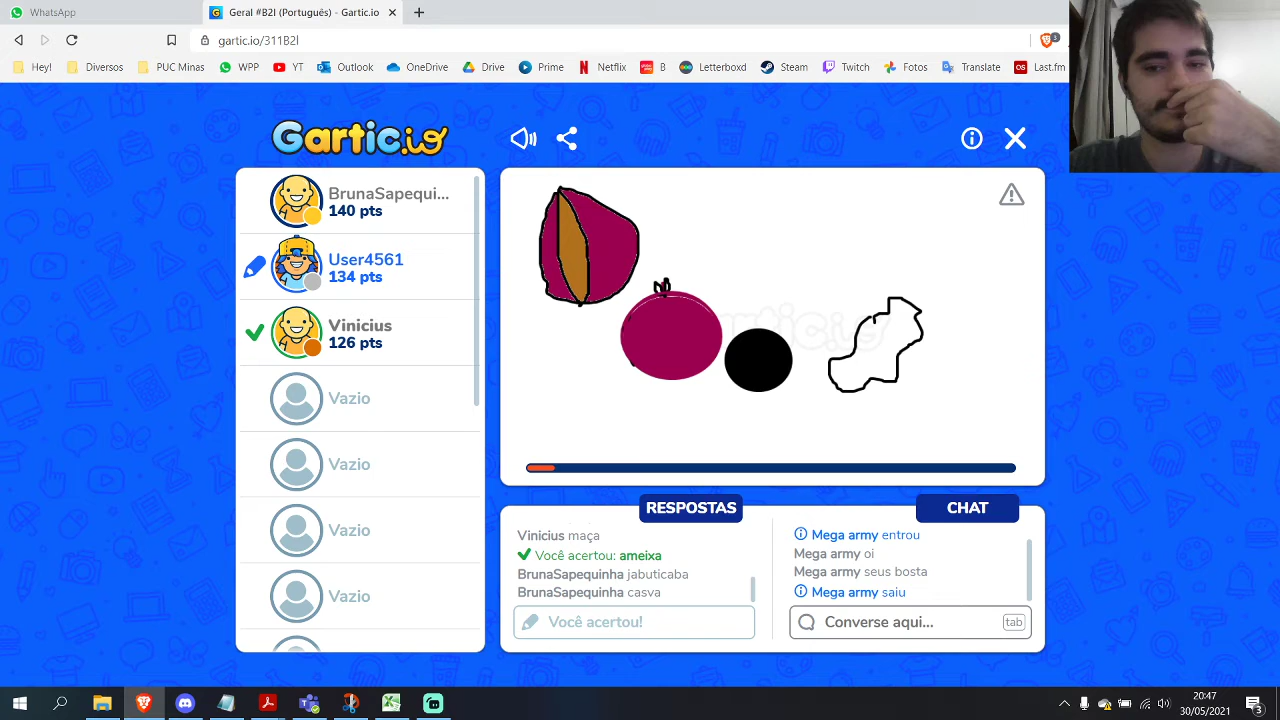 WhatsApp
Geral #B2I (Português) - Gartic.io
gartic.io/311B2I
3
Hey!
Diversos
PUC Minas
WPP
YT
Outlook
OneDrive
Drive
Prime
Netflix
B
Letterboxd
Steam
Twitch
Fotos
Translate
Last.fm
Gartic.io
BrunaSapequi...
140 pts
User4561
134 pts
Vinicius
126 pts
Vazio
Vazio
Vazio
Vazio
RESPOSTAS
Vinicius maça
Você acertou: ameixa
BrunaSapequinha jabuticaba
BrunaSapequinha casva
Você acertou!
CHAT
Mega army entrou
Mega army oi
Mega army seus bosta
Mega army saiu
Converse aqui...
tab
20:47
30/05/2021
3